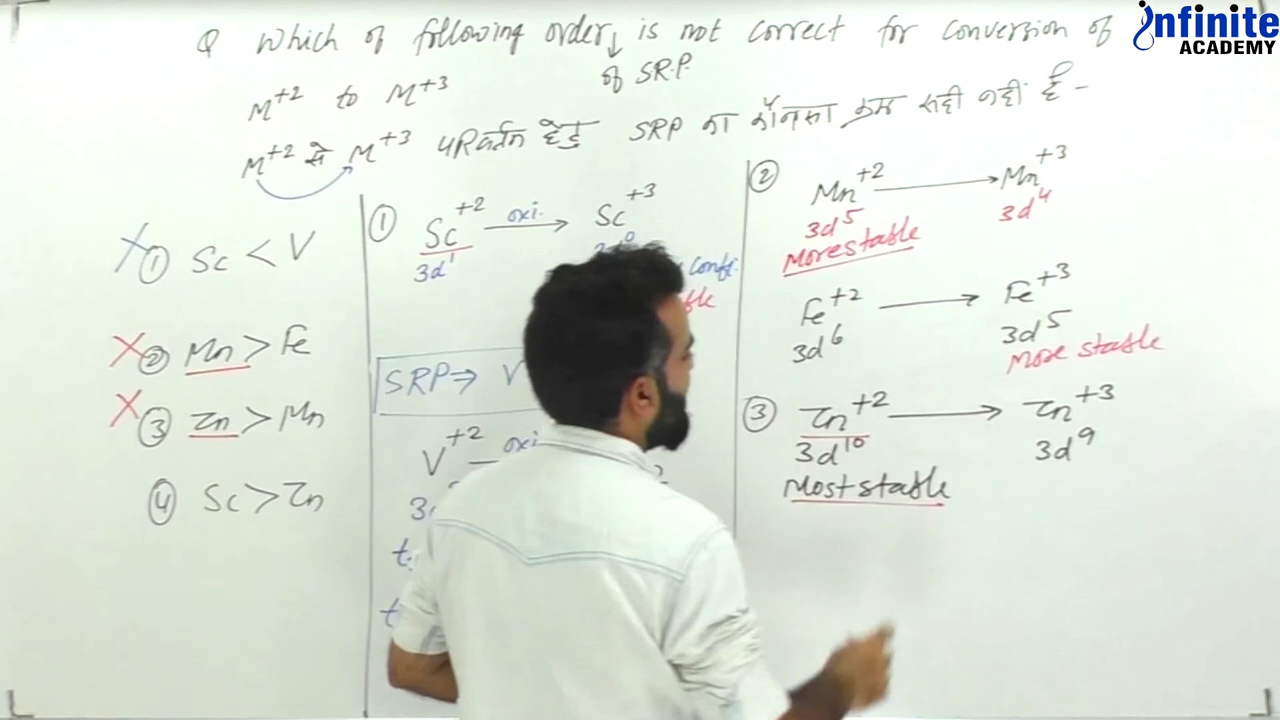 Infinite
ACADEMY
Q Which of following order is not correct for conversion of
of SRP
M+2 to M+3
M+2 से M+3 परिवर्तन हेतु SRP का कौनसा क्रम सही नहीं है -
① Sc < V
② Mn > Fe
③ Zn > Mn
④ Sc > Zn
① Sc+2 oxi. Sc+3
3d1
Confi.
SRP ⇒ V
V+2 oxi
② Mn+2 → Mn+3
3d5 3d4
More stable
Fe+2 → Fe+3
3d6 3d5
More stable
③ Zn+2 → Zn+3
3d10 3d9
Most stable